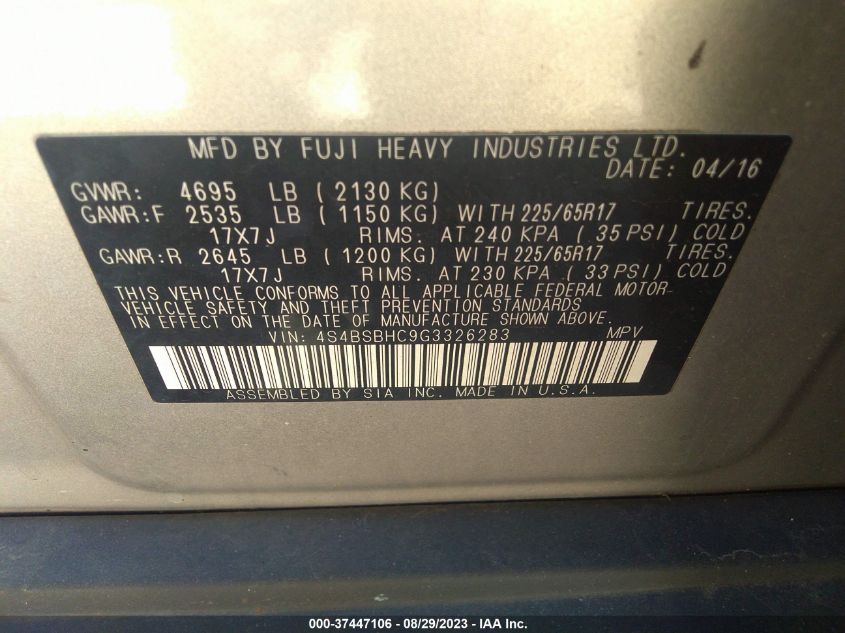 MFD BY FUJI HEAVY INDUSTRIES LTD.
DATE: 04/16
GVWR: 4695 LB ( 2130 KG)
GAWR:F 2535 LB ( 1150 KG) WITH 225/65R17 TIRES.
17X7J RIMS. AT 240 KPA ( 35 PSI) COLD
GAWR:R 2645 LB ( 1200 KG) WITH 225/65R17 TIRES.
17X7J RIMS. AT 230 KPA ( 33 PSI) COLD
THIS VEHICLE CONFORMS TO ALL APPLICABLE FEDERAL MOTOR-
VEHICLE SAFETY AND THEFT PREVENTION STANDARDS
IN EFFECT ON THE DATE OF MANUFACTURE SHOWN ABOVE.
VIN: 4S4BSBHC9G3326283 MPV
ASSEMBLED BY SIA INC. MADE IN U.S.A.
000-37447106 - 08/29/2023 - IAA Inc.